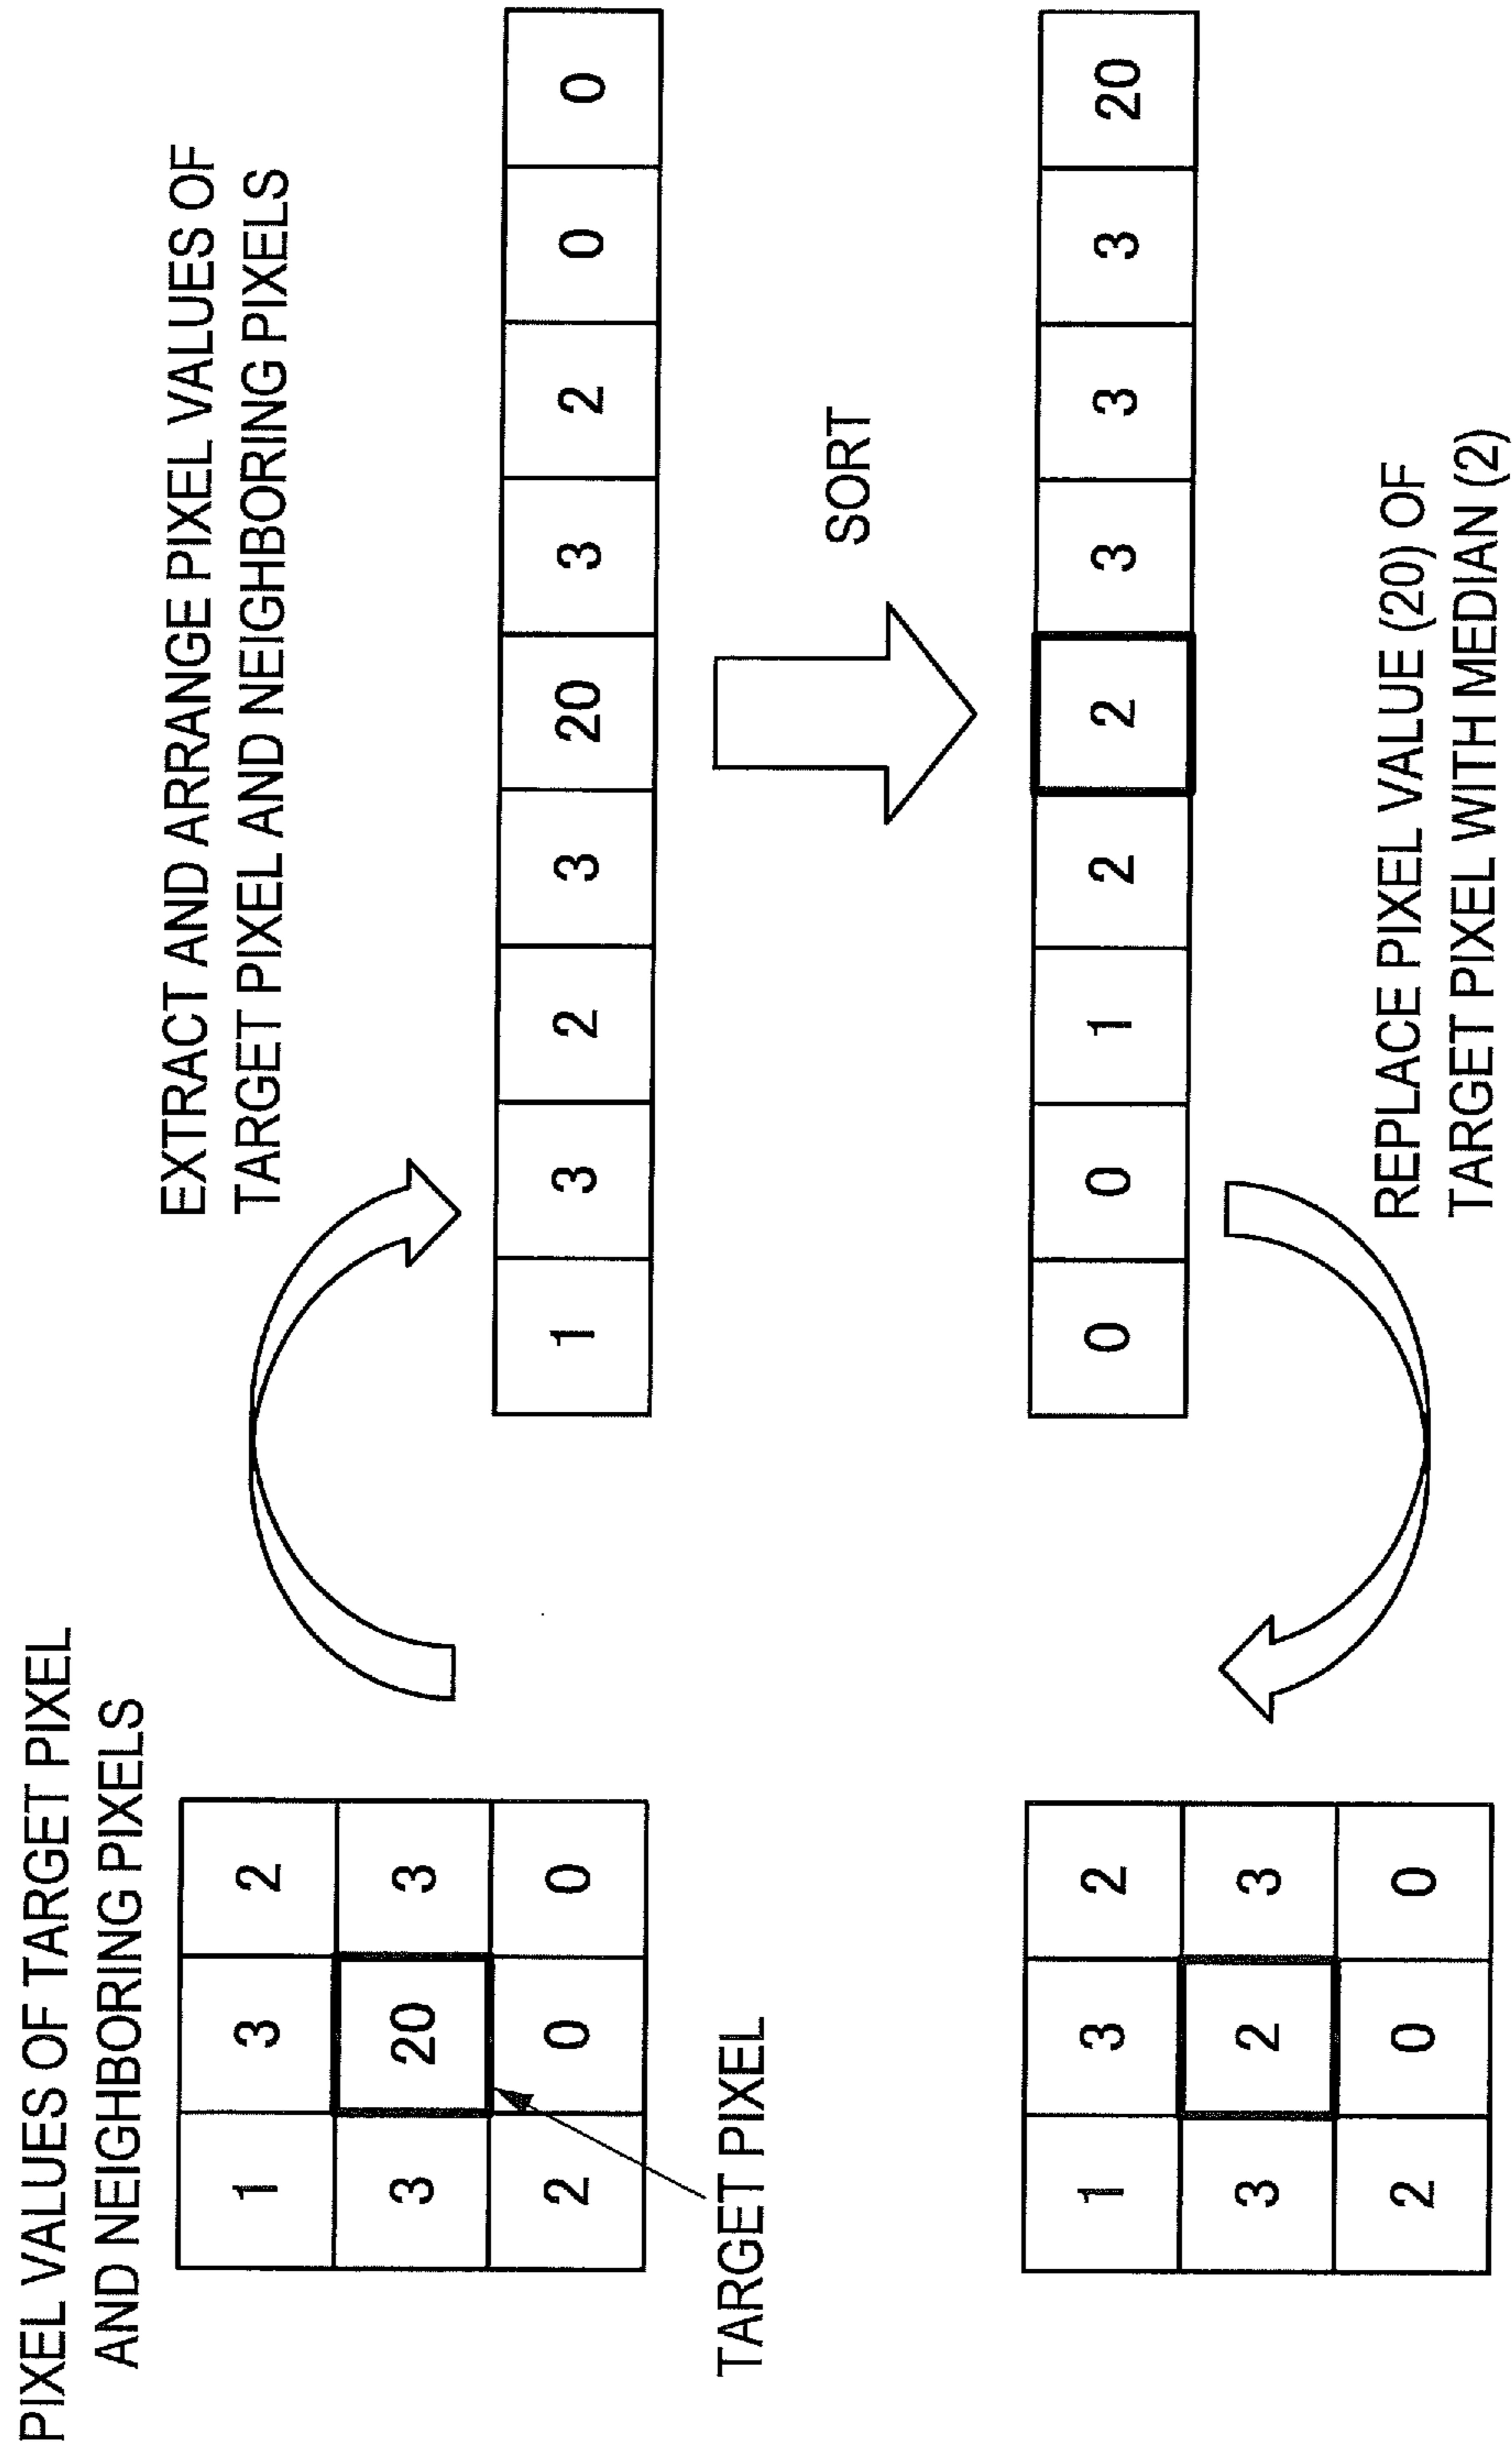 PIXEL VALUES OF TARGET PIXEL
AND NEIGHBORING PIXELS
1 3 2
3 20 3
2 0 0
TARGET PIXEL
EXTRACT AND ARRANGE PIXEL VALUES OF
TARGET PIXEL AND NEIGHBORING PIXELS
1 3 2 3 20 3 2 0 0
SORT
0 0 1 2 2 3 3 3 20
REPLACE PIXEL VALUE (20) OF
TARGET PIXEL WITH MEDIAN (2)
1 3 2
3 2 3
2 0 0